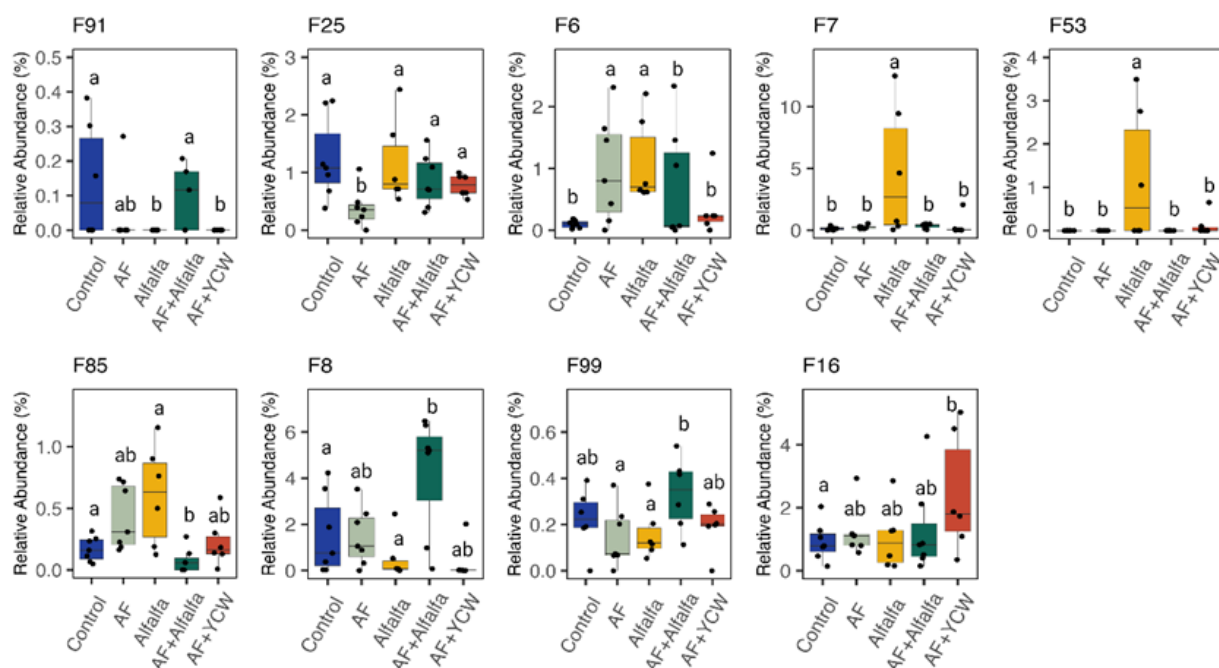 F91
Relative Abundance (%)
0.5
0.4
0.3
0.2
0.1
0.0
a
ab
b
a
b
Control
AF
Alfalfa
AF+Alfalfa
AF+YCW
F25
Relative Abundance (%)
3
2
1
0
a
b
a
a
a
Control
AF
Alfalfa
AF+Alfalfa
AF+YCW
F6
Relative Abundance (%)
2
1
0
b
a
a
b
b
Control
AF
Alfalfa
AF+Alfalfa
AF+YCW
F7
Relative Abundance (%)
10
5
0
b
b
a
b
b
Control
AF
Alfalfa
AF+Alfalfa
AF+YCW
F53
Relative Abundance (%)
4
3
2
1
0
b
b
a
b
b
Control
AF
Alfalfa
AF+Alfalfa
AF+YCW
F85
Relative Abundance (%)
1.0
0.5
0.0
a
ab
a
b
ab
Control
AF
Alfalfa
AF+Alfalfa
AF+YCW
F8
Relative Abundance (%)
6
4
2
0
a
ab
a
b
ab
Control
AF
Alfalfa
AF+Alfalfa
AF+YCW
F99
Relative Abundance (%)
0.6
0.4
0.2
0.0
ab
a
a
b
ab
Control
AF
Alfalfa
AF+Alfalfa
AF+YCW
F16
Relative Abundance (%)
4
2
0
a
ab
ab
ab
b
Control
AF
Alfalfa
AF+Alfalfa
AF+YCW